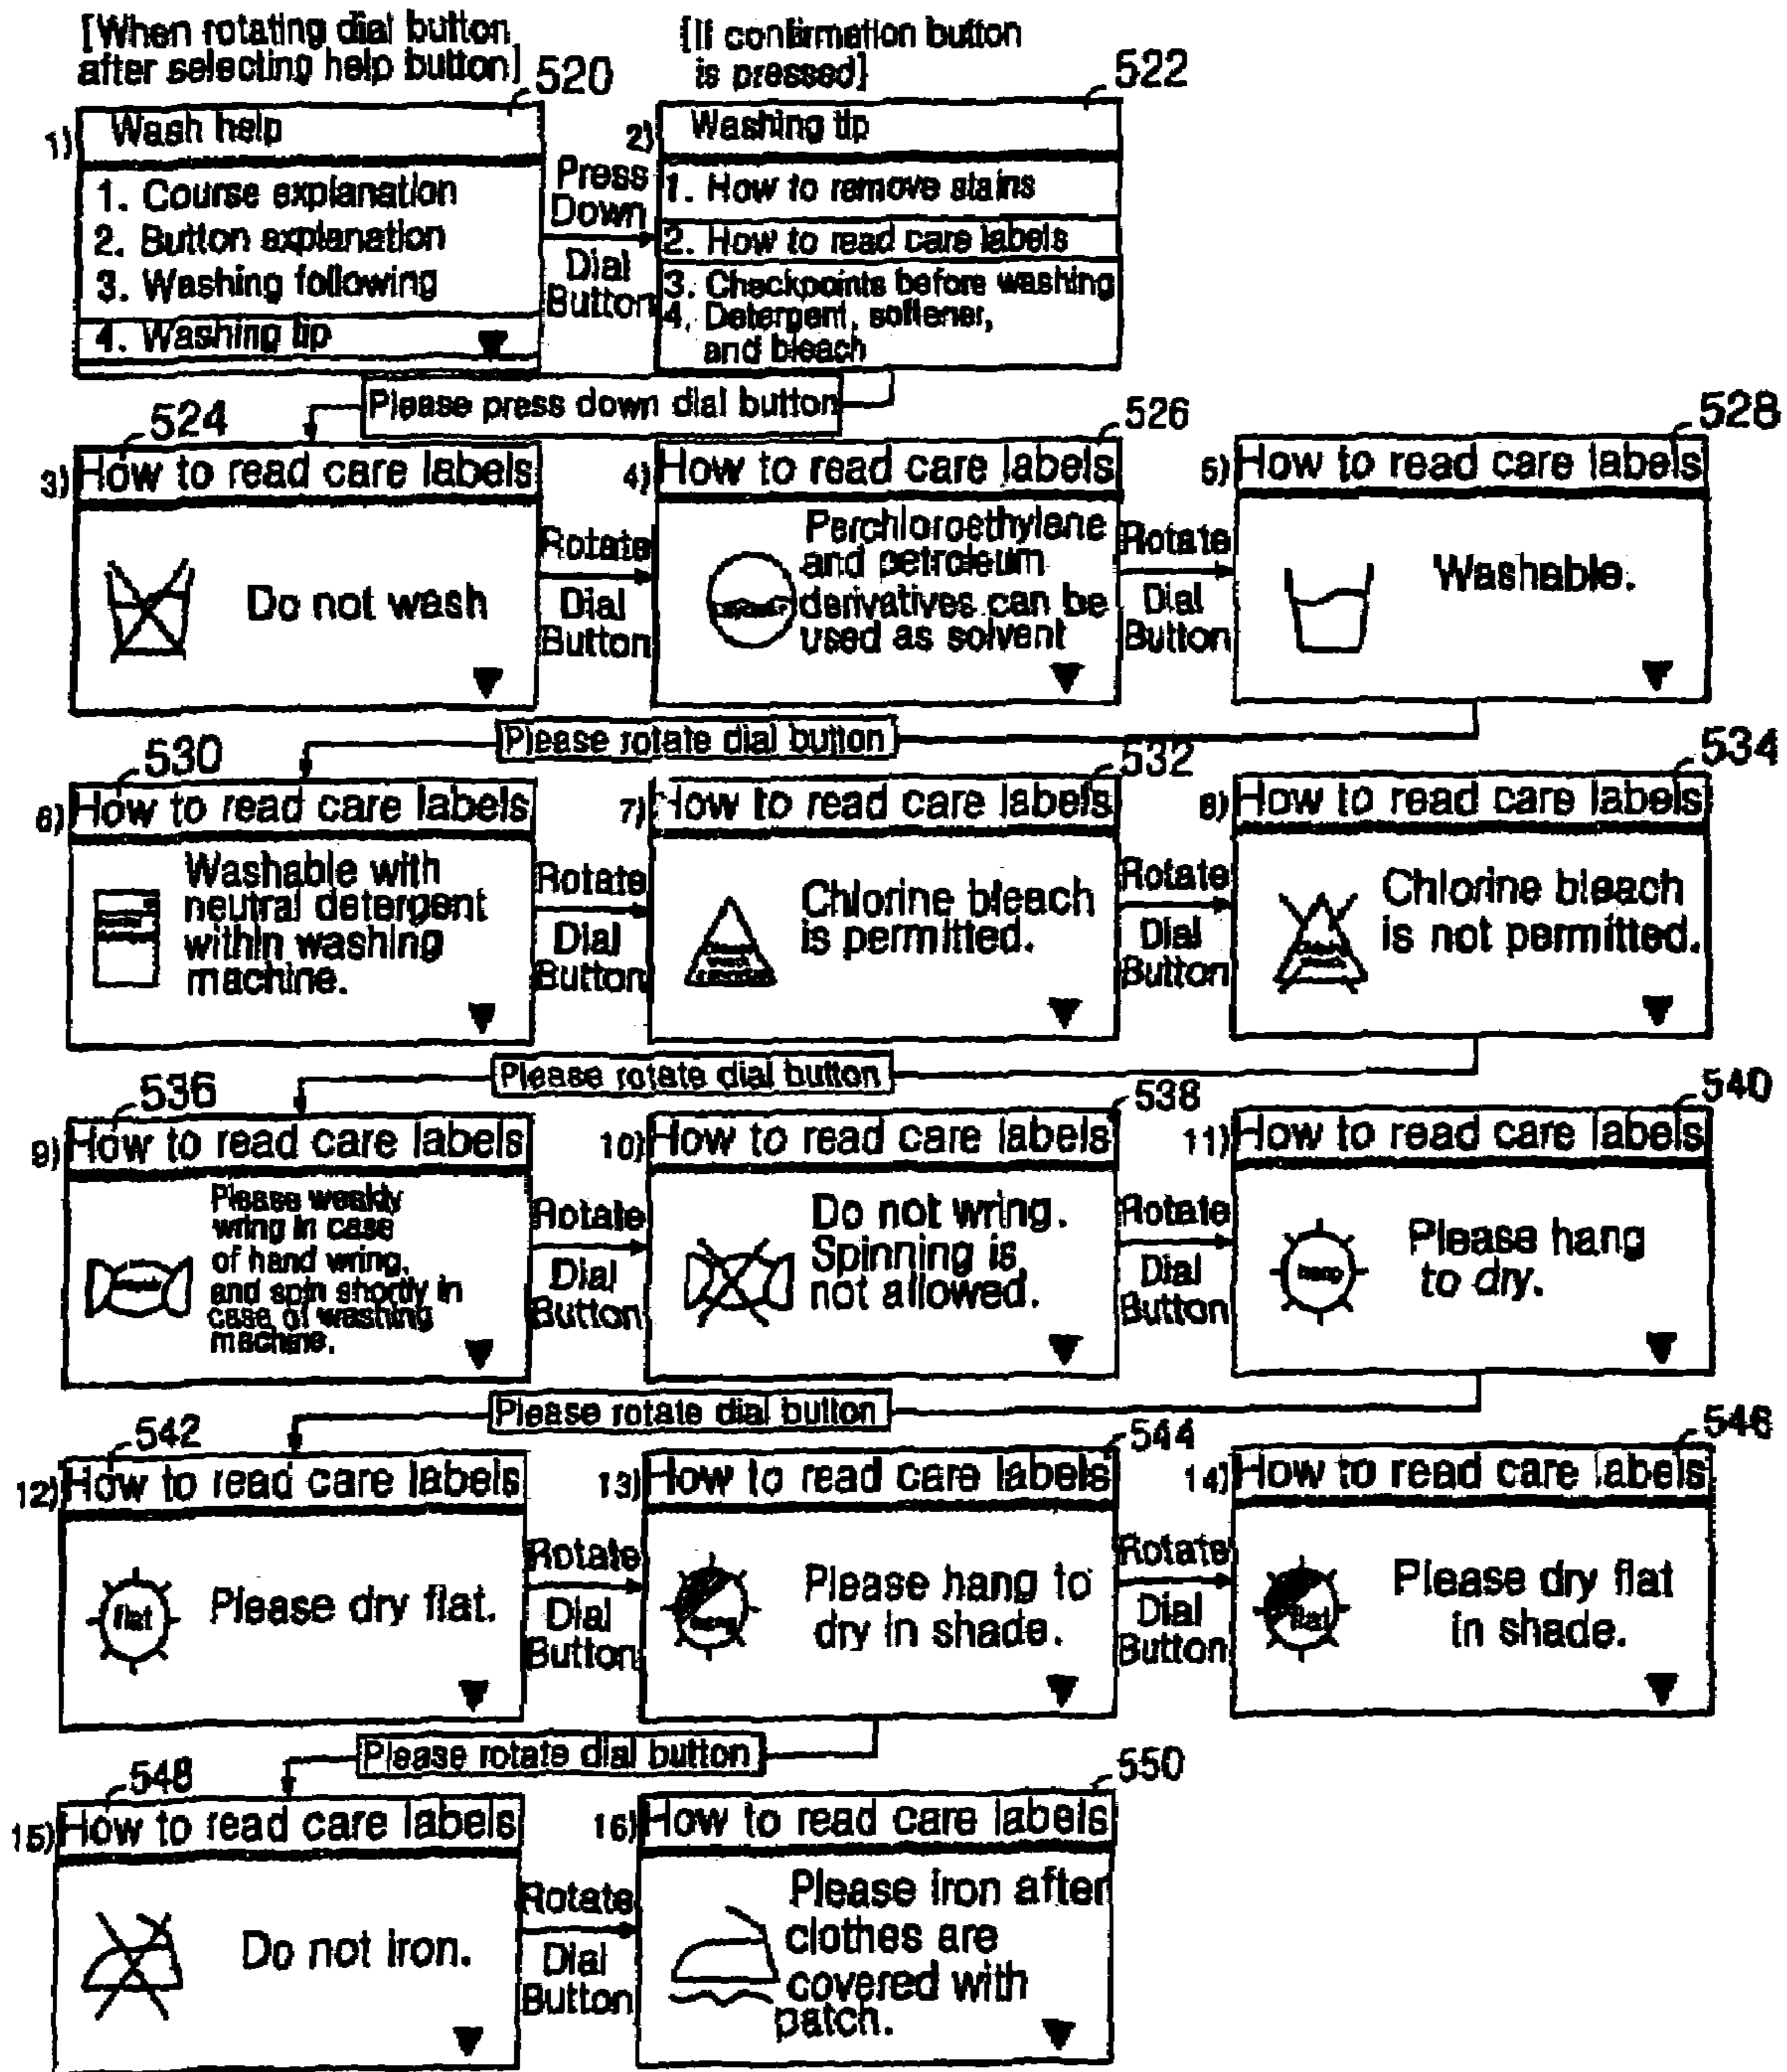 [When rotating dial button
after selecting help button]
520
1)
Wash help
1. Course explanation
2. Button explanation
3. Washing following
4. Washing tip
Press
Down
Dial
Button
[If confirmation button
is pressed]
522
2)
Washing tip
1. How to remove stains
2. How to read care labels
3. Checkpoints before washing
4. Detergent, softener,
and bleach
Please press down dial button
524
3)
How to read care labels
Do not wash
Rotate
Dial
Button
526
4)
How to read care labels
Perchloroethylene
and petroleum
derivatives can be
used as solvent
Rotate
Dial
Button
528
5)
How to read care labels
Washable.
Please rotate dial button
530
6)
How to read care labels
Washable with
neutral detergent
within washing
machine.
Rotate
Dial
Button
532
7)
How to read care labels
Chlorine bleach
is permitted.
Rotate
Dial
Button
534
8)
How to read care labels
Chlorine bleach
is not permitted.
Please rotate dial button
536
9)
How to read care labels
Please weakly
wring in case
of hand wring,
and spin shortly in
case of washing
machine.
Rotate
Dial
Button
538
10)
How to read care labels
Do not wring.
Spinning is
not allowed.
Rotate
Dial
Button
540
11)
How to read care labels
hang
Please hang
to dry.
Please rotate dial button
542
12)
How to read care labels
flat
Please dry flat.
Rotate
Dial
Button
544
13)
How to read care labels
hang
Please hang to
dry in shade.
Rotate
Dial
Button
546
14)
How to read care labels
flat
Please dry flat
in shade.
Please rotate dial button
548
15)
How to read care labels
Do not iron.
Rotate
Dial
Button
550
16)
How to read care labels
Please iron after
clothes are
covered with
patch.